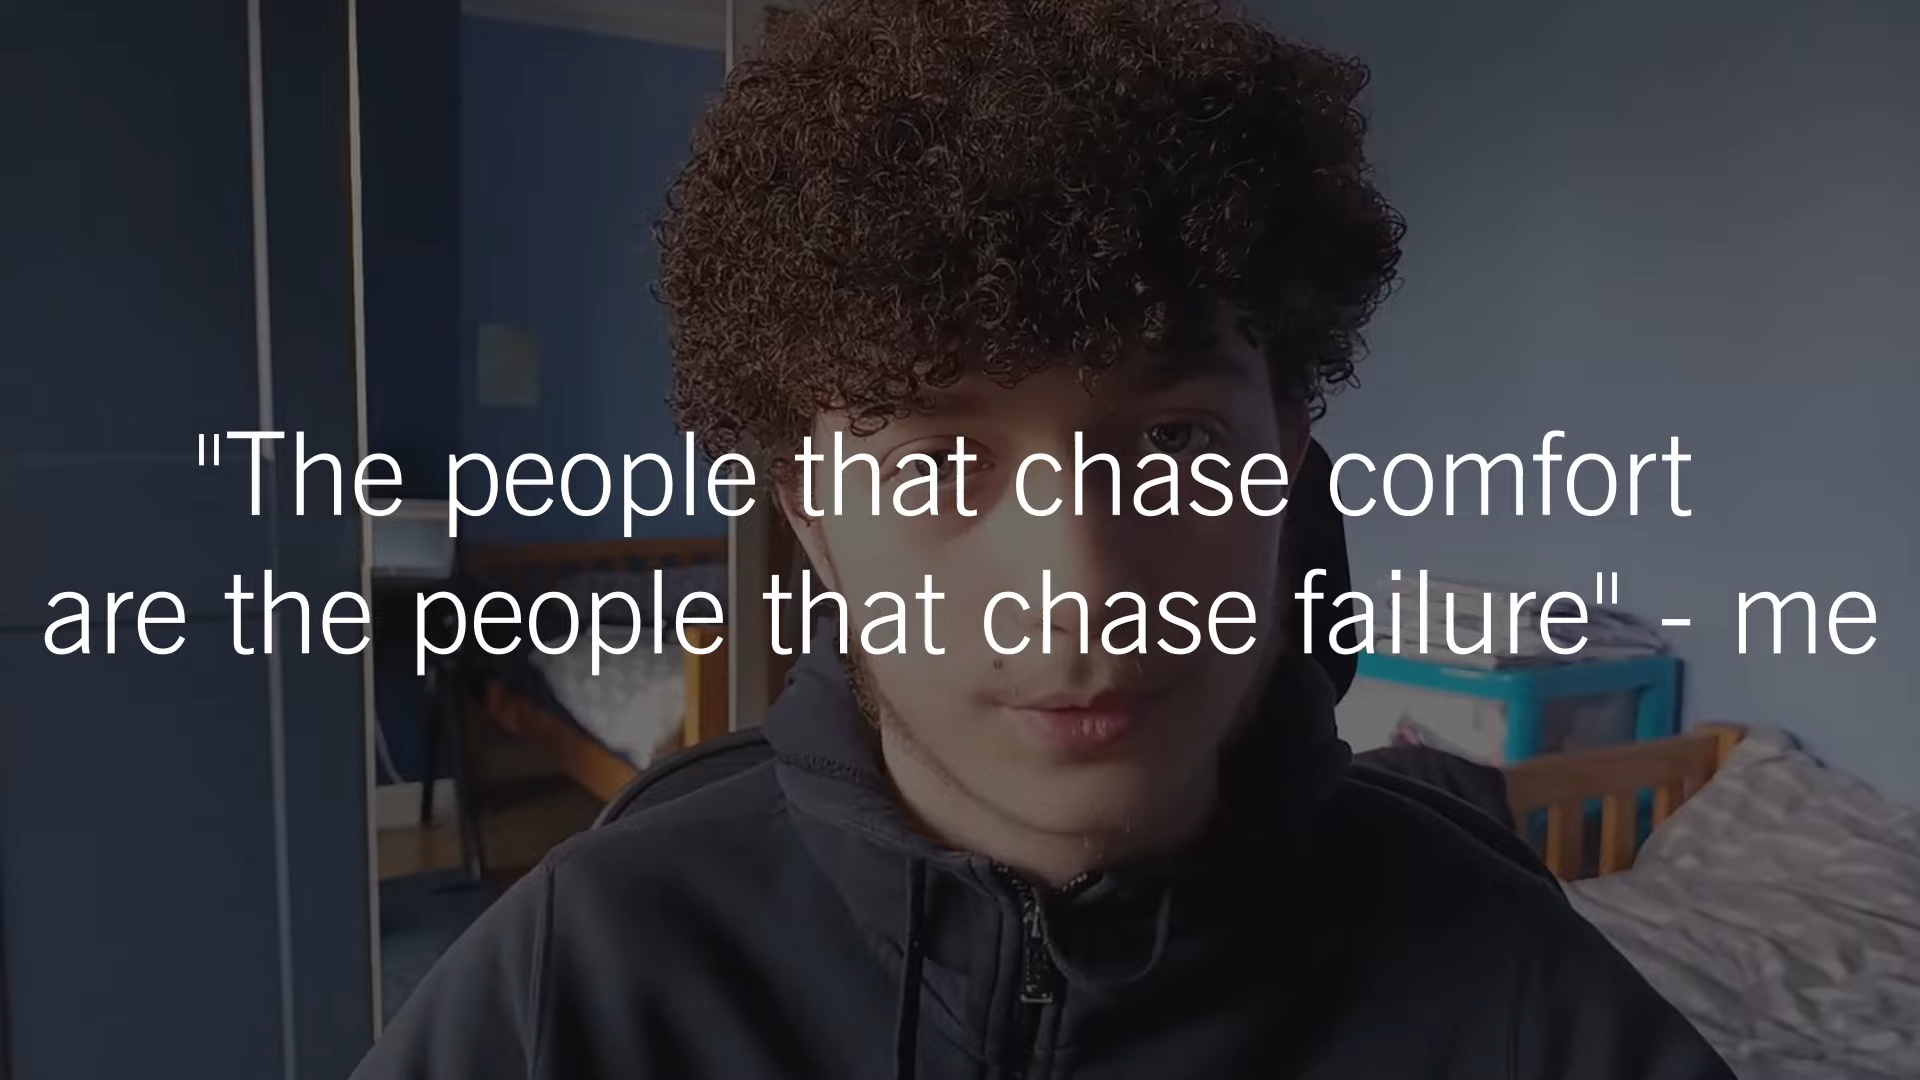 "The people that chase comfort
are the people that chase failure" - me